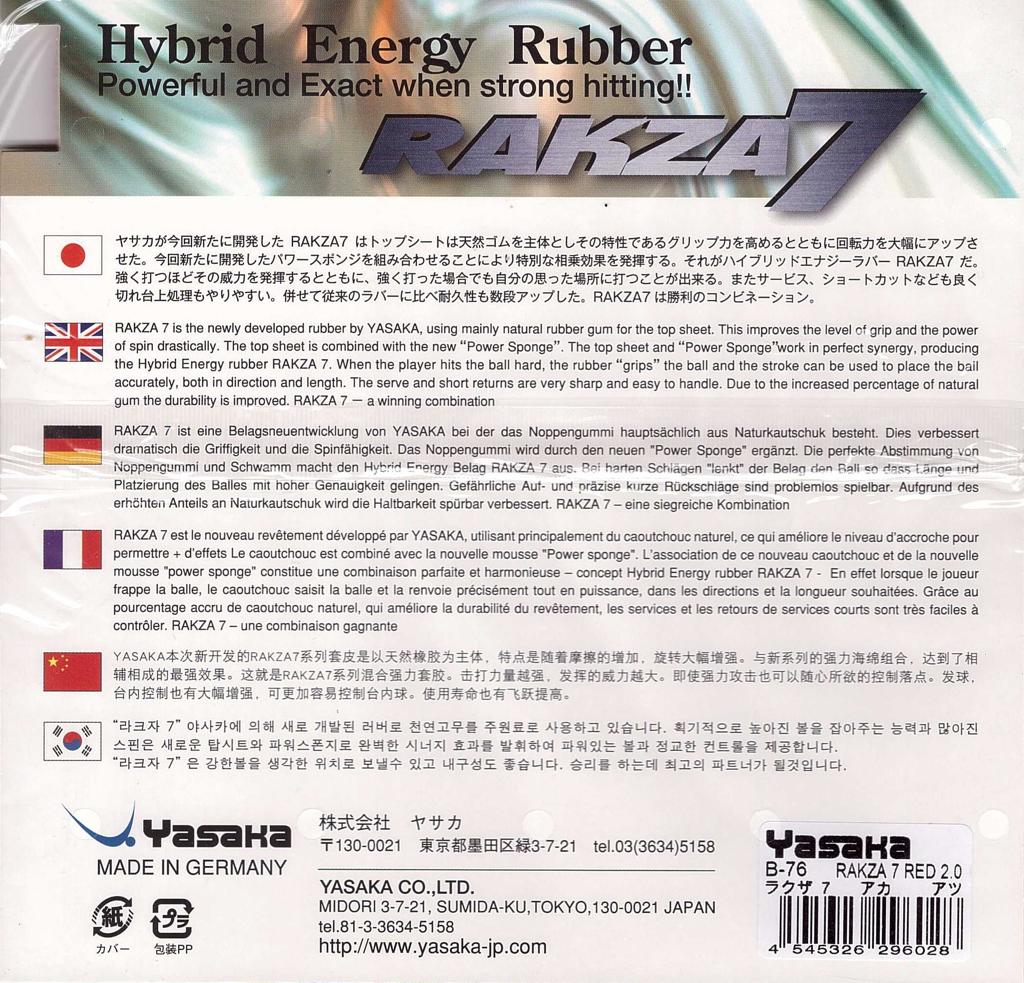 Hybrid Energy Rubber
Powerful and Exact when strong hitting!!
RAKZA 7
ヤサカが今回新たに開発した RAKZA7 はトップシートは天然ゴムを主体としその特性であるグリップ力を高めるとともに回転力を大幅にアップさ
せた。今回新たに開発したパワースポンジを組み合わせることにより特別な相乗効果を発揮する。それがハイブリッドエナジーラバー RAKZA7 だ。
強く打つほどその威力を発揮するとともに、強く打った場合でも自分の思った場所に打つことが出来る。またサービス、ショートカットなども良く
切れ台上処理もやりやすい。併せて従来のラバーに比べ耐久性も数段アップした。RAKZA7 は勝利のコンビネーション。
RAKZA 7 is the newly developed rubber by YASAKA, using mainly natural rubber gum for the top sheet. This improves the level of grip and the power
of spin drastically. The top sheet is combined with the new “Power Sponge”. The top sheet and “Power Sponge”work in perfect synergy, producing
the Hybrid Energy rubber RAKZA 7. When the player hits the ball hard, the rubber “grips” the ball and the stroke can be used to place the ball
accurately, both in direction and length. The serve and short returns are very sharp and easy to handle. Due to the increased percentage of natural
gum the durability is improved. RAKZA 7 — a winning combination
RAKZA 7 ist eine Belagsneuentwicklung von YASAKA bei der das Noppengummi hauptsächlich aus Naturkautschuk besteht. Dies verbessert
dramatisch die Griffigkeit und die Spinfähigkeit. Das Noppengummi wird durch den neuen "Power Sponge" ergänzt. Die perfekte Abstimmung von
Noppengummi und Schwamm macht den Hybrid Energy Belag RAKZA 7 aus. Bei harten Schlägen "lenkt" der Belag den Ball so dass Länge und
Platzierung des Balles mit hoher Genauigkeit gelingen. Gefährliche Auf- und präzise kurze Rückschläge sind problemlos spielbar. Aufgrund des
erhöhten Anteils an Naturkautschuk wird die Haltbarkeit spürbar verbessert. RAKZA 7 – eine siegreiche Kombination
RAKZA 7 est le nouveau revêtement développé par YASAKA, utilisant principalement du caoutchouc naturel, ce qui améliore le niveau d'accroche pour
permettre + d'effets Le caoutchouc est combiné avec la nouvelle mousse "Power sponge". L'association de ce nouveau caoutchouc et de la nouvelle
mousse "power sponge" constitue une combinaison parfaite et harmonieuse – concept Hybrid Energy rubber RAKZA 7 - En effet lorsque le joueur
frappe la balle, le caoutchouc saisit la balle et la renvoie précisément tout en puissance, dans les directions et la longueur souhaitées. Grâce au
pourcentage accru de caoutchouc naturel, qui améliore la durabilité du revêtement, les services et les retours de services courts sont très faciles à
contrôler. RAKZA 7 – une combinaison gagnante
YASAKA本次新开发的RAKZA7系列套皮是以天然橡胶为主体，特点是随着摩擦的增加，旋转大幅增强。与新系列的强力海绵组合，达到了相
辅相成的最强效果。这就是RAKZA7系列混合强力套胶。击打力量越强，发挥的威力越大。即使强力攻击也可以随心所欲的控制落点。发球，
台内控制也有大幅增强，可更加容易控制台内球。使用寿命也有飞跃提高。
“라크자 7” 야사카에 의해 새로 개발된 러버로 천연고무를 주원료로 사용하고 있습니다. 획기적으로 높아진 볼을 잡아주는 능력과 많아진
스핀은 새로운 탑시트와 파워스폰지로 완벽한 시너지 효과를 발휘하여 파워있는 볼과 정교한 컨트롤을 제공합니다.
“라크자 7” 은 강한볼을 생각한 위치로 보낼수 있고 내구성도 좋습니다. 승리를 하는데 최고의 파트너가 될것입니다.
Yasaka
MADE IN GERMANY
紙
カバー
プラ
包装PP
株式会社 ヤサカ
〒130-0021 東京都墨田区緑3-7-21 tel.03(3634)5158
YASAKA CO.,LTD.
MIDORI 3-7-21, SUMIDA-KU,TOKYO,130-0021 JAPAN
tel.81-3-3634-5158
http://www.yasaka-jp.com
Yasaka
B-76 RAKZA 7 RED 2.0
ラクザ 7 アカ アツ
4 545326 296028